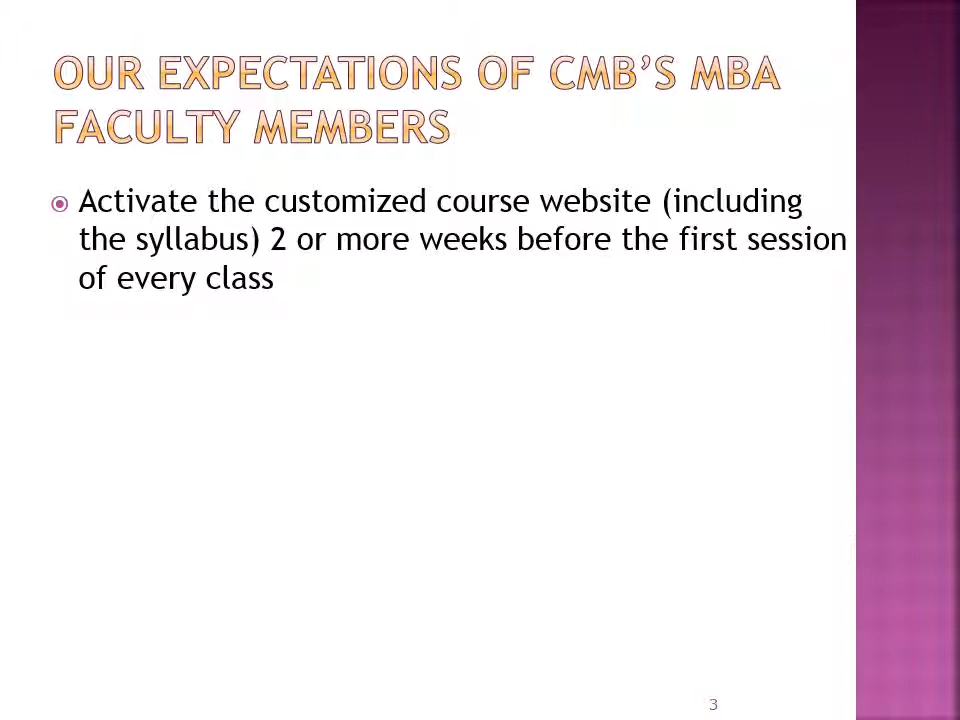 OUR EXPECTATIONS OF CMB’S MBA
FACULTY MEMBERS
Activate the customized course website (including
the syllabus) 2 or more weeks before the first session
of every class
3